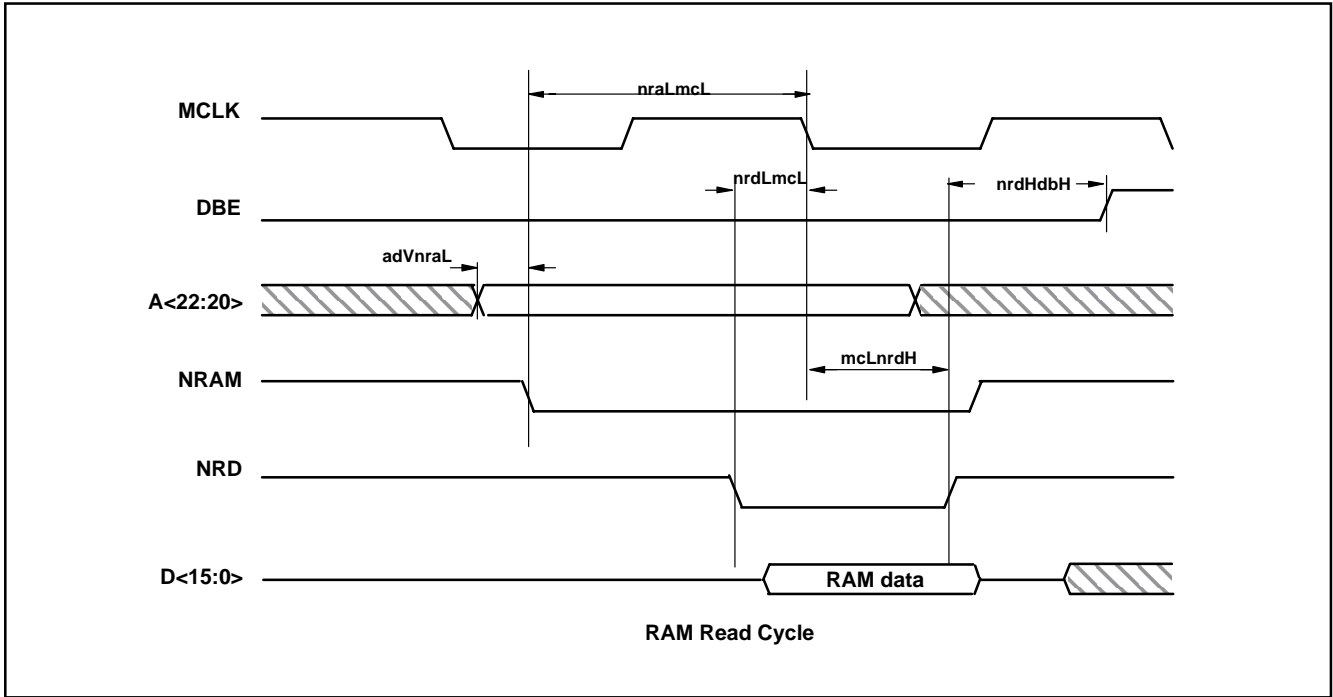 nraLmcL
MCLK
nrdLmcL
nrdHdbH
DBE
adVnraL
A<22:20>
mcLnrdH
NRAM
NRD
D<15:0>
RAM data
RAM Read Cycle